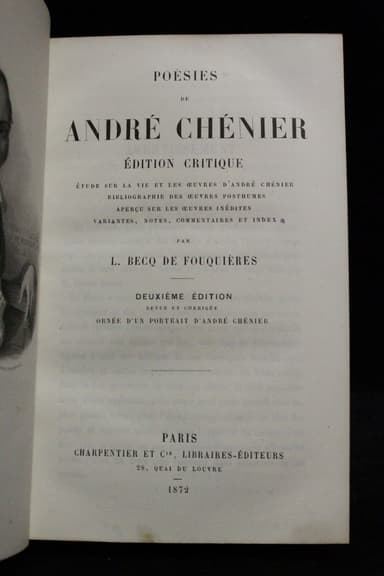 POÉSIES
DE
ANDRÉ CHÉNIER
ÉDITION CRITIQUE
ÉTUDE SUR LA VIE ET LES ŒUVRES D'ANDRÉ CHÉNIER
BIBLIOGRAPHIE DES ŒUVRES POSTHUMES
APERÇU SUR LES ŒUVRES INÉDITES
VARIANTES, NOTES, COMMENTAIRES ET INDEX
PAR
L. BECQ DE FOUQUIÈRES
DEUXIÈME ÉDITION
REVUE ET CORRIGÉE
ORNÉE D'UN PORTRAIT D'ANDRÉ CHÉNIER
PARIS
CHARPENTIER ET Cie, LIBRAIRES-ÉDITEURS
28, QUAI DU LOUVRE
1872